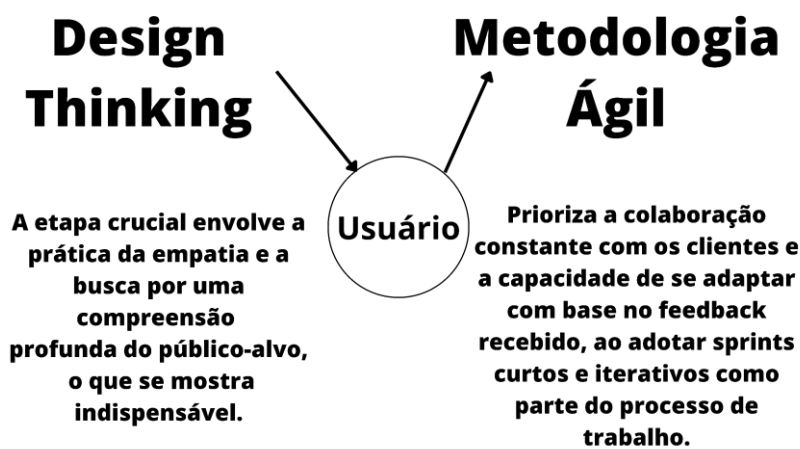 Design
Thinking
Metodologia
Ágil
Usuário
A etapa crucial envolve a
prática da empatia e a
busca por uma
compreensão
profunda do público-alvo,
o que se mostra
indispensável.
Prioriza a colaboração
constante com os clientes e
a capacidade de se adaptar
com base no feedback
recebido, ao adotar sprints
curtos e iterativos como
parte do processo de
trabalho.